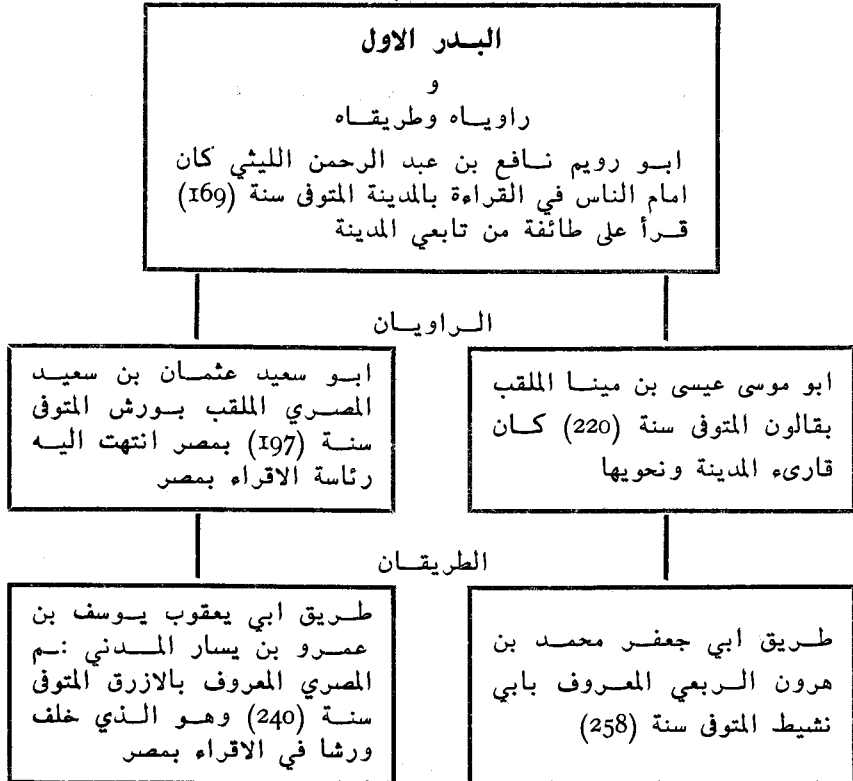 البدر الاول
و
راوياه وطريقاه
ابو رويم نافع بن عبد الرحمن الليثي كان
امام الناس في القراءة بالمدينة المتوفى سنة (169)
قرأ على طائفة من تابعي المدينة
الراويان
ابو موسى عيسى بن مينا الملقب
بقالون المتوفى سنة (220) كان
قارىء المدينة ونحويها
ابو سعيد عثمان بن سعيد
المصري الملقب بورش المتوفى
سنة (197) بمصر انتهت اليه
رئاسة الاقراء بمصر
الطريقان
طريق ابي جعفر محمد بن
هرون الربعي المعروف بابي
نشيط المتوفى سنة (258)
طريق ابي يعقوب يوسف بن
عمرو بن يسار المدني
المصري المعروف بالازرق المتوفى
سنة (240) وهو الذي خلف
ورشا في الاقراء بمصر